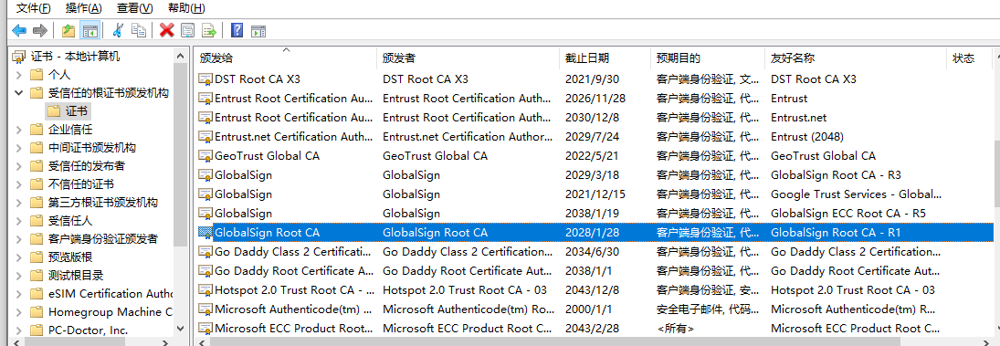 文件(F) 操作(A) 查看(V) 帮助(H)
证书 - 本地计算机
个人
受信任的根证书颁发机构
证书
企业信任
中间证书颁发机构
受信任的发布者
不信任的证书
第三方根证书颁发机构
受信任人
客户端身份验证颁发者
预览版根
测试根目录
eSIM Certification Autho
Homegroup Machine C
PC-Doctor, Inc.
颁发给 颁发者 截止日期 预期目的 友好名称 状态
DST Root CA X3 DST Root CA X3 2021/9/30 客户端身份验证, 文... DST Root CA X3
Entrust Root Certification Auth... Entrust Root Certification Auth... 2026/11/28 客户端身份验证, 代... Entrust
Entrust Root Certification Auth... Entrust Root Certification Auth... 2030/12/8 客户端身份验证, 代... Entrust.net
Entrust.net Certification Author... Entrust.net Certification Author... 2029/7/24 客户端身份验证, 代... Entrust (2048)
GeoTrust Global CA GeoTrust Global CA 2022/5/21 客户端身份验证, 代... GeoTrust Global CA
GlobalSign GlobalSign 2029/3/18 客户端身份验证, 代... GlobalSign Root CA - R3
GlobalSign GlobalSign 2021/12/15 客户端身份验证, 代... Google Trust Services - Global...
GlobalSign GlobalSign 2038/1/19 客户端身份验证, 代... GlobalSign ECC Root CA - R5
GlobalSign Root CA GlobalSign Root CA 2028/1/28 客户端身份验证, 代... GlobalSign Root CA - R1
Go Daddy Class 2 Certification... Go Daddy Class 2 Certification... 2034/6/30 客户端身份验证, 代... Go Daddy Class 2 Certification...
Go Daddy Root Certificate A... Go Daddy Root Certificate Aut... 2038/1/1 客户端身份验证, 代... Go Daddy Root Certificate Aut...
Hotspot 2.0 Trust Root CA - ... Hotspot 2.0 Trust Root CA - 03 2043/12/8 客户端身份验证, 安... Hotspot 2.0 Trust Root CA - 03
Microsoft Authenticode(tm) ... Microsoft Authenticode(tm) Ro... 2000/1/1 安全电子邮件, 代码... Microsoft Authenticode(tm) Ro...
Microsoft ECC Product Root ... Microsoft ECC Product Root C... 2043/2/28 <所有> Microsoft ECC Product Root C...